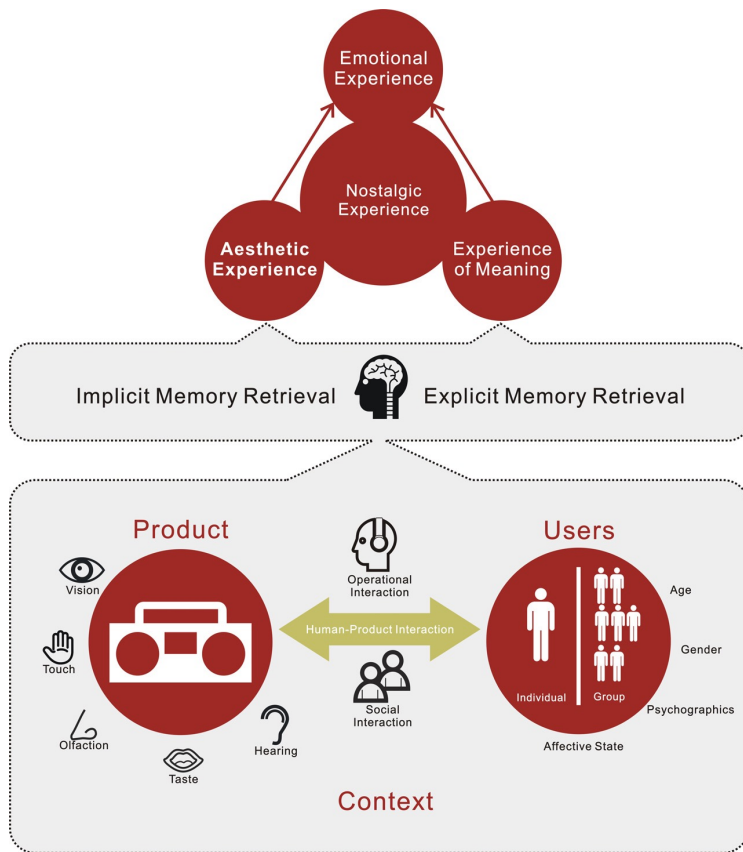 Emotional
Experience
Nostalgic
Experience
Aesthetic
Experience
Experience
of Meaning
Implicit Memory Retrieval
Explicit Memory Retrieval
Product
Users
Vision
Touch
Olfaction
Taste
Hearing
Operational
Interaction
Human-Product Interaction
Social
Interaction
Individual
Group
Age
Gender
Psychographics
Affective State
Context